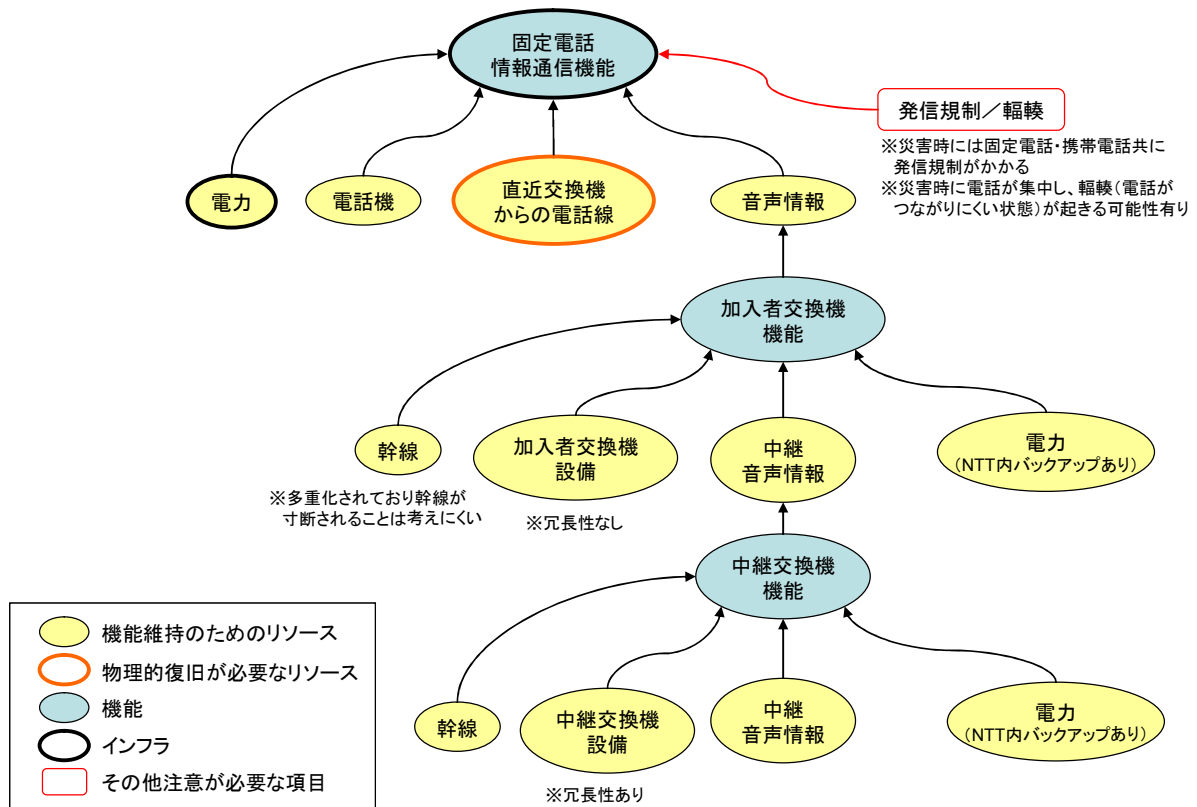 固定電話
情報通信機能
発信規制／輻輳
※災害時には固定電話・携帯電話共に
発信規制がかかる
※災害時に電話が集中し、輻輳（電話が
つながりにくい状態）が起きる可能性有り
電力
電話機
直近交換機
からの電話線
音声情報
加入者交換機
機能
幹線
※多重化されており幹線が
寸断されることは考えにくい
加入者交換機
設備
※冗長性なし
中継
音声情報
電力
（NTT内バックアップあり）
中継交換機
機能
幹線
中継交換機
設備
※冗長性あり
中継
音声情報
電力
（NTT内バックアップあり）
機能維持のためのリソース
物理的復旧が必要なリソース
機能
インフラ
その他注意が必要な項目